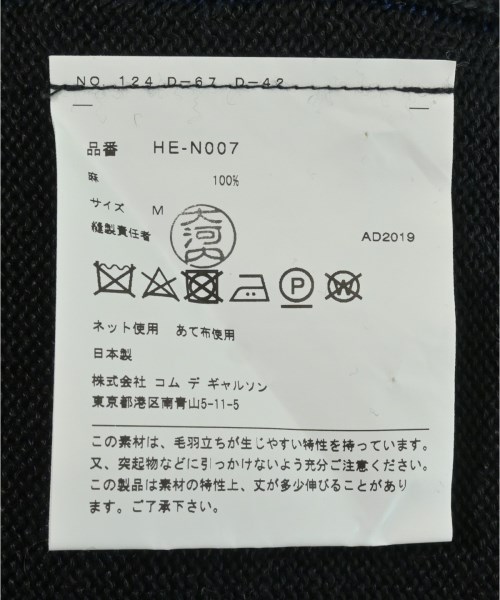 NO 124 D-67 D-42
品番 HE-N007
麻 100%
サイズ M
縫製責任者 大河内
AD2019
P W
ネット使用 あて布使用
日本製
株式会社 コム デ ギャルソン
東京都港区南青山5-11-5
この素材は、毛羽立ちが生じやすい特性を持っています。
又、突起物などに引っかけないよう充分ご注意ください。
この製品は素材の特性上、丈が多少伸びることがあり
ます。ご了承下さい。